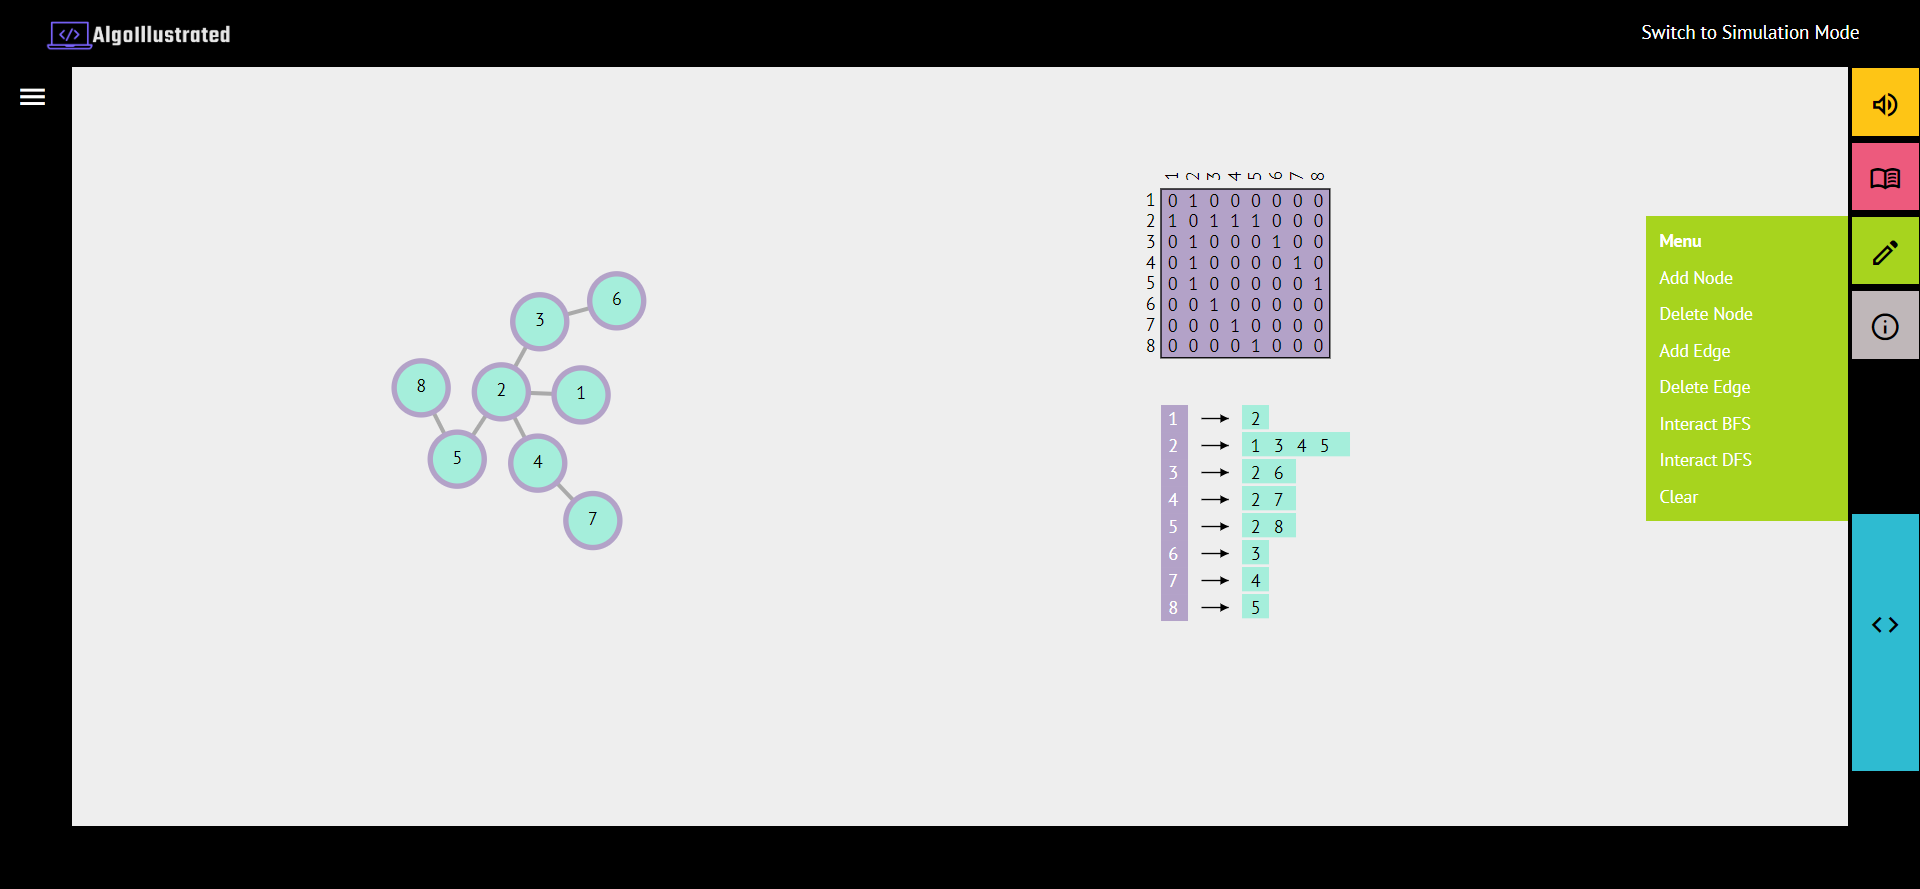 AlgoIllustrated
Switch to Simulation Mode
6
3
8
2
1
5
4
7
1 2 3 4 5 6 7 8
1 0 1 0 0 0 0 0 0
2 1 0 1 1 1 0 0 0
3 0 1 0 0 0 1 0 0
4 0 1 0 0 0 0 1 0
5 0 1 0 0 0 0 0 1
6 0 0 1 0 0 0 0 0
7 0 0 0 1 0 0 0 0
8 0 0 0 0 1 0 0 0
1 → 2
2 → 1 3 4 5
3 → 2 6
4 → 2 7
5 → 2 8
6 → 3
7 → 4
8 → 5
Menu
Add Node
Delete Node
Add Edge
Delete Edge
Interact BFS
Interact DFS
Clear